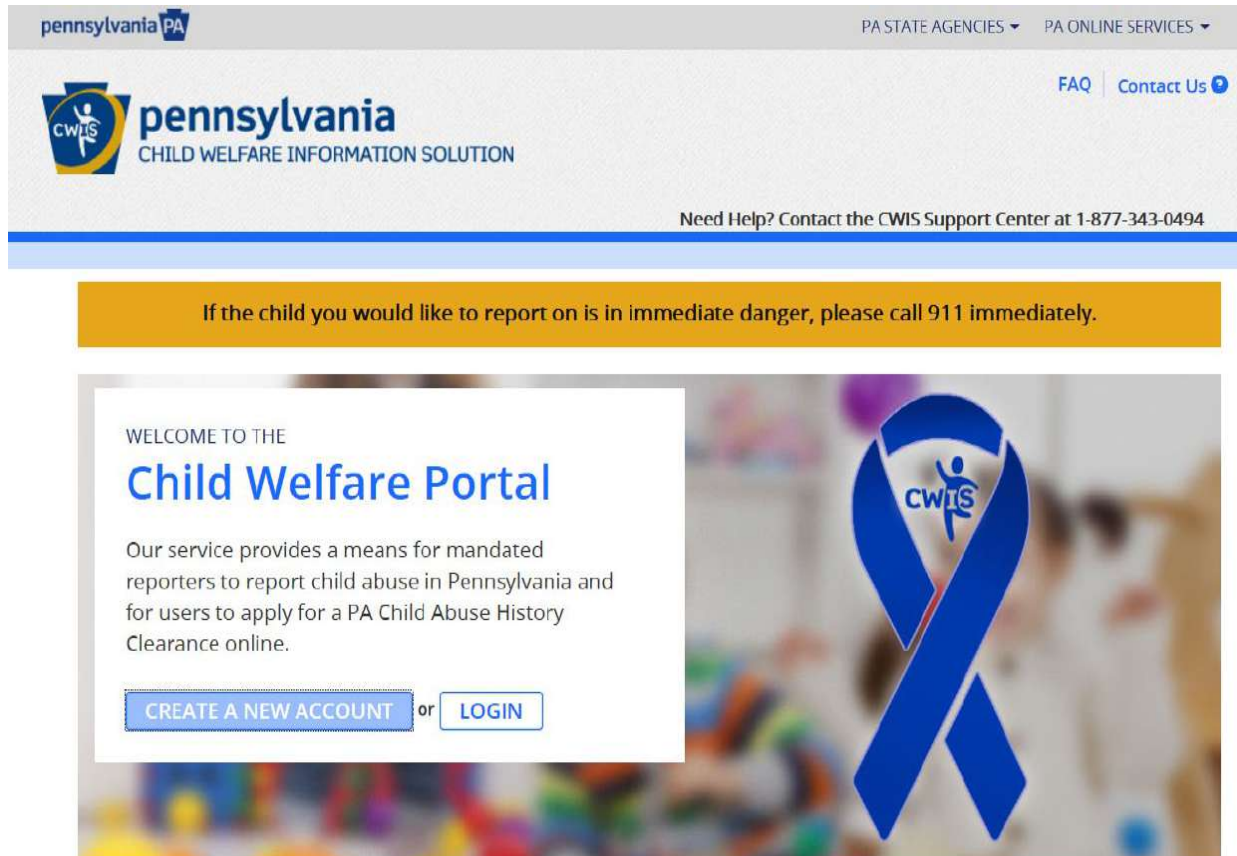 pennsylvania PA
PA STATE AGENCIES PA ONLINE SERVICES
FAQ Contact Us ?
CWIS
pennsylvania
CHILD WELFARE INFORMATION SOLUTION
Need Help? Contact the CWIS Support Center at 1-877-343-0494
If the child you would like to report on is in immediate danger, please call 911 immediately.
WELCOME TO THE
Child Welfare Portal
Our service provides a means for mandated
reporters to report child abuse in Pennsylvania and
for users to apply for a PA Child Abuse History
Clearance online.
CREATE A NEW ACCOUNT or LOGIN
CWIS